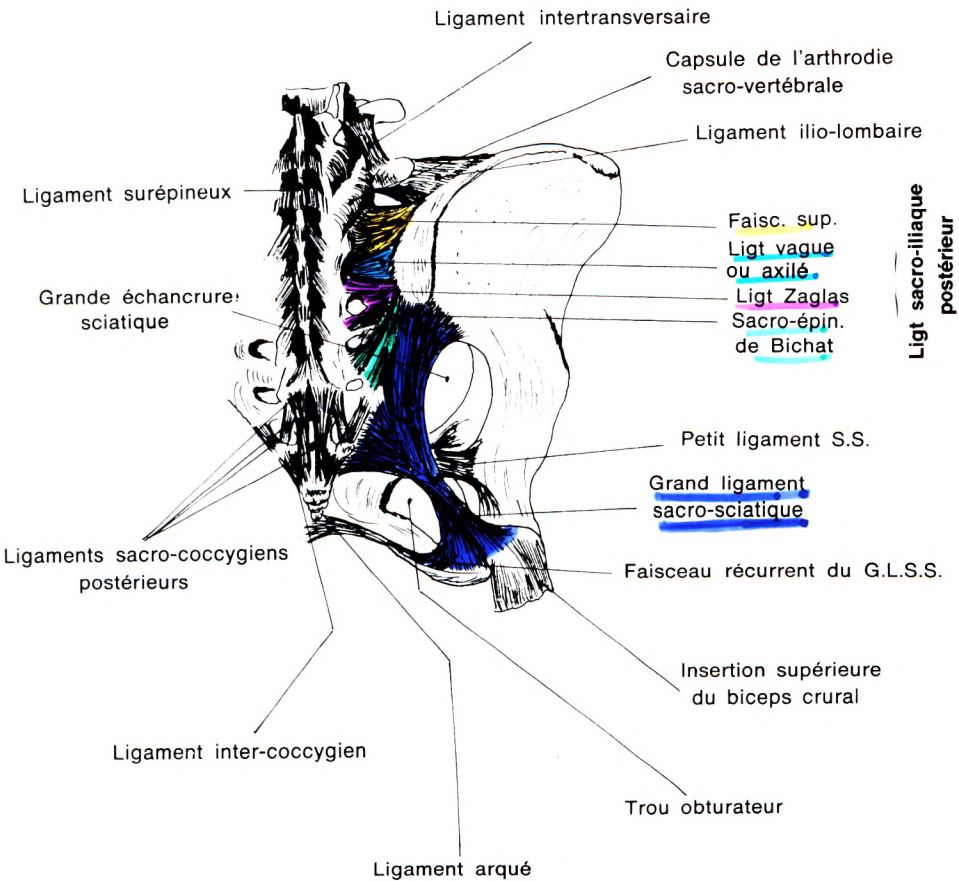 Ligament intertransversaire
Capsule de l'arthrodie
sacro-vertébrale
Ligament ilio-lombaire
Ligament surépineux
Faisc. sup.
Ligt vague
ou axilé
Ligt Zaglas
Sacro-épin.
de Bichat
Ligt sacro-iliaque
postérieur
Grande échancrure
sciatique
Petit ligament S.S.
Grand ligament
sacro-sciatique
Ligaments sacro-coccygiens
postérieurs
Faisceau récurrent du G.L.S.S.
Insertion supérieure
du biceps crural
Ligament inter-coccygien
Trou obturateur
Ligament arqué